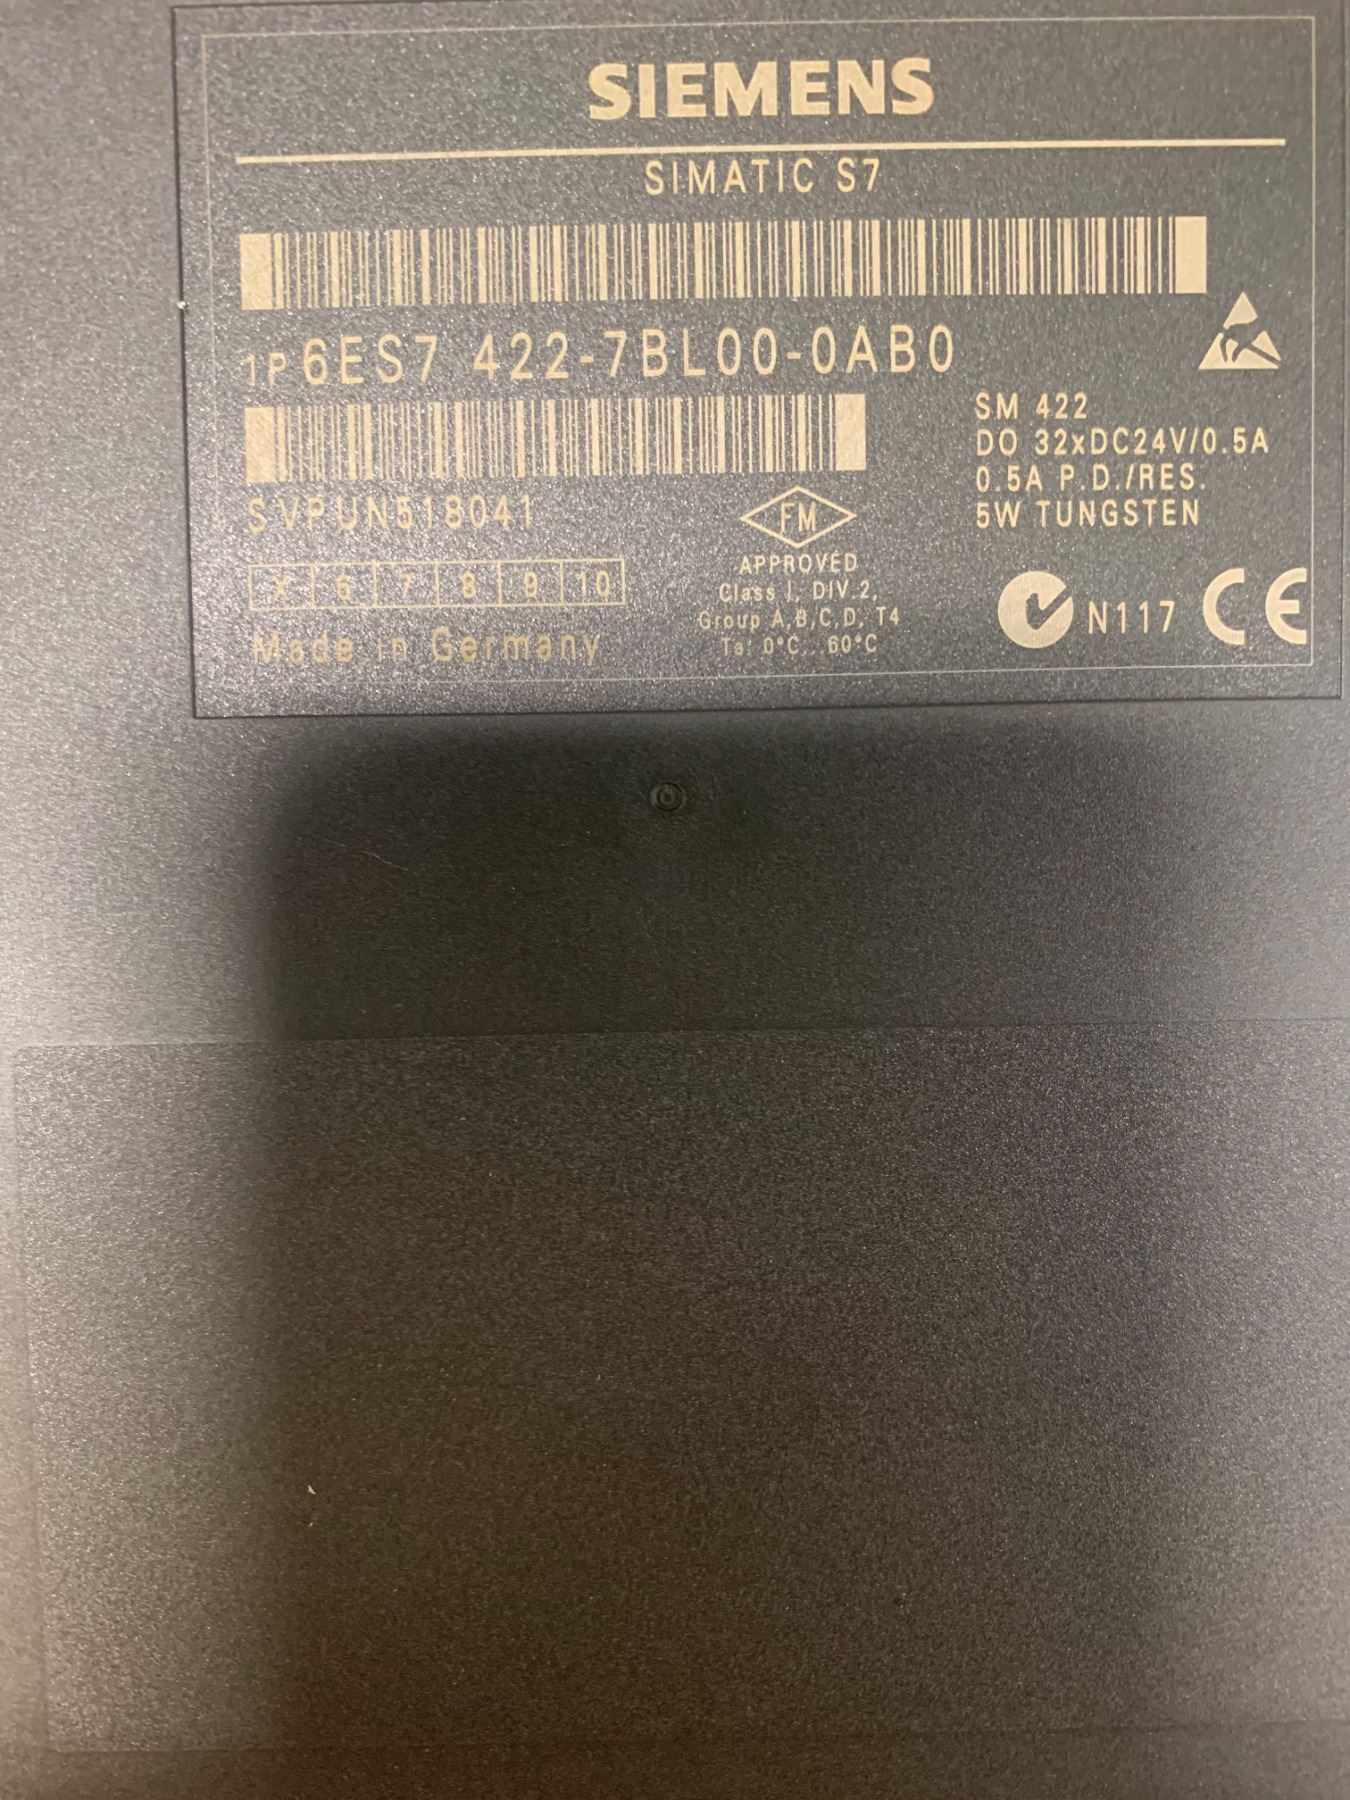 SIEMENS
SIMATIC S7
1P 6ES7 422-7BL00-0AB0
SM 422
DO 32xDC24V/0.5A
0.5A P.D./RES.
5W TUNGSTEN
SVPUN518041
X 6 7 8 9 10
Made in Germany
FM
APPROVED
Class I, DIV 2,
Group A,B,C,D, T4
Ta: 0°C...60°C
N117 CE